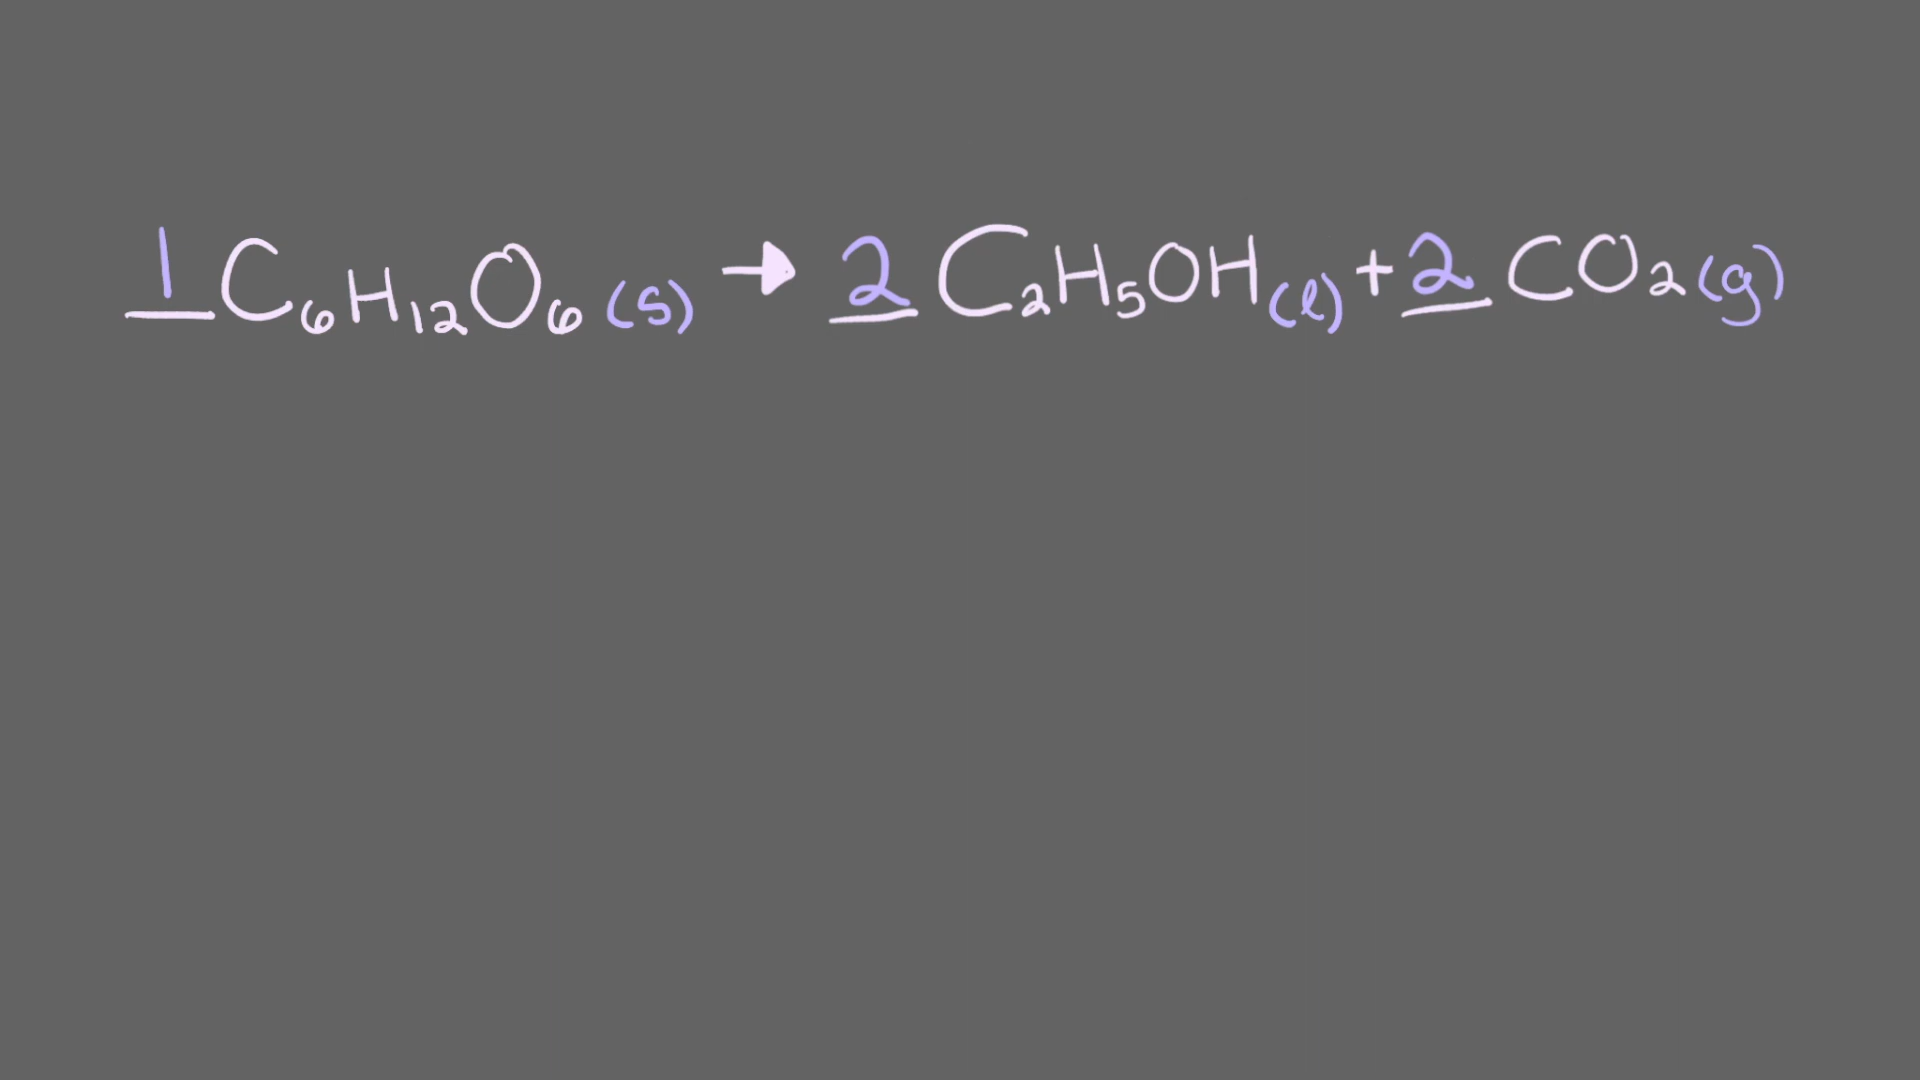 1 C₆H₁₂O₆ (s) → 2 C₂H₅OH (l) + 2 CO₂ (g)